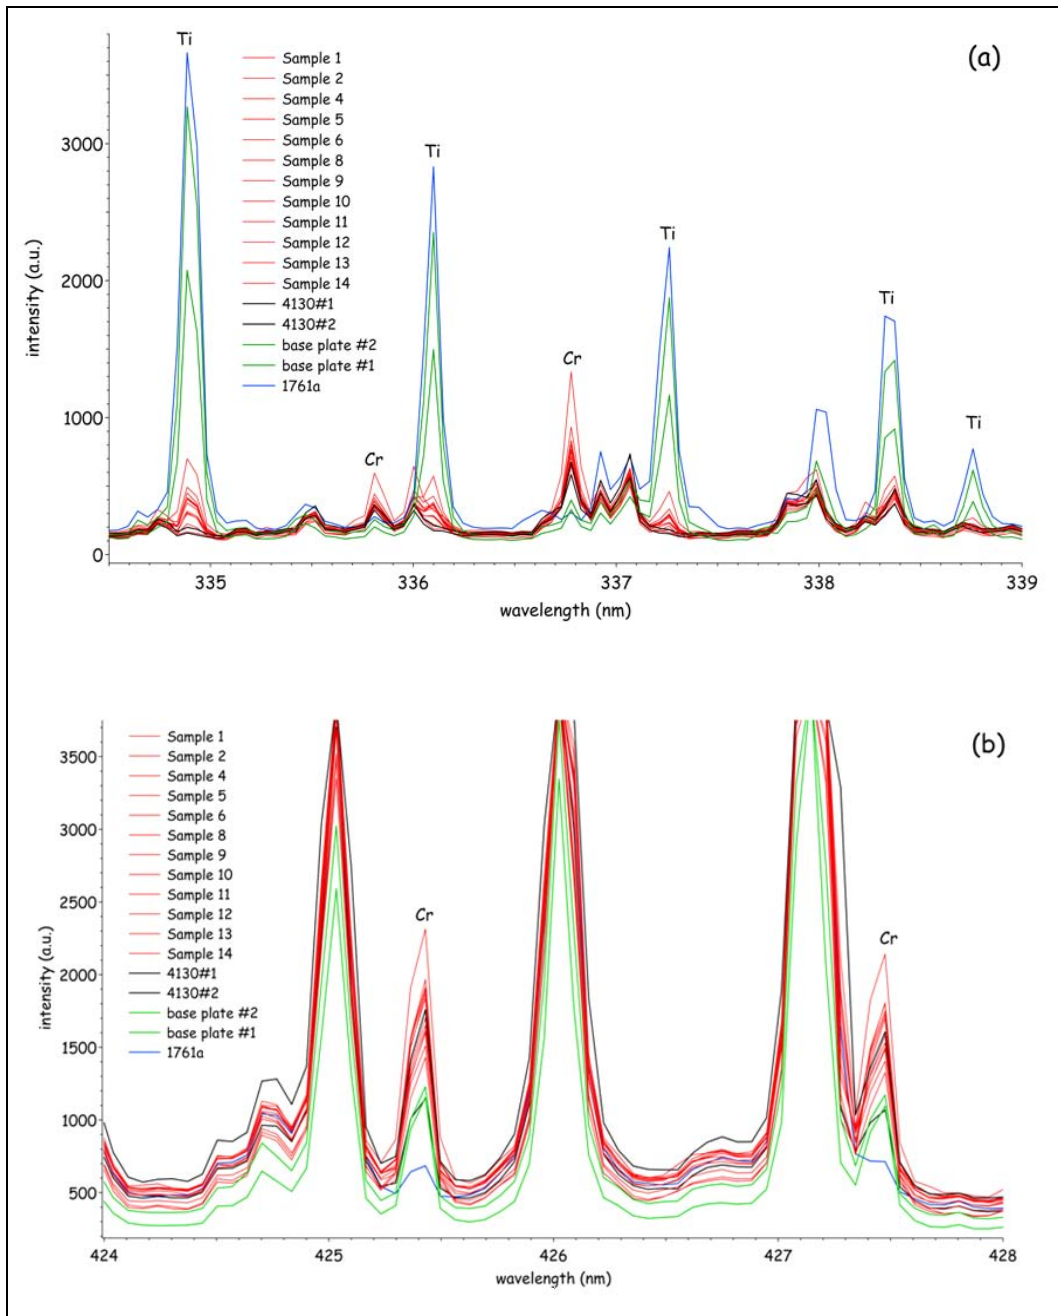 (a)
Ti
Sample 1
Sample 2
Sample 4
Sample 5
Sample 6
Sample 8
Sample 9
Sample 10
Sample 11
Sample 12
Sample 13
Sample 14
4130#1
4130#2
base plate #2
base plate #1
1761a
Ti
Ti
Ti
Cr
Ti
Cr
intensity (a.u.)
3000
2000
1000
0
335
336
337
338
339
wavelength (nm)
(b)
Sample 1
Sample 2
Sample 4
Sample 5
Sample 6
Sample 8
Sample 9
Sample 10
Sample 11
Sample 12
Sample 13
Sample 14
4130#1
4130#2
base plate #2
base plate #1
1761a
Cr
Cr
intensity (a.u.)
3500
3000
2500
2000
1500
1000
500
424
425
426
427
428
wavelength (nm)